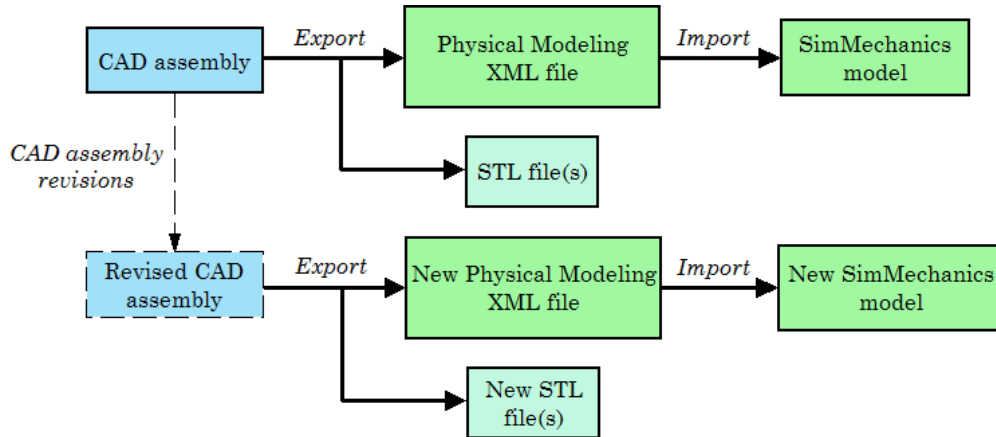 Export
Physical Modeling
XML file
Import
SimMechanics
model
CAD assembly
CAD assembly
revisions
STL file(s)
Revised CAD
assembly
Export
New Physical Modeling
XML file
Import
New SimMechanics
model
New STL
file(s)